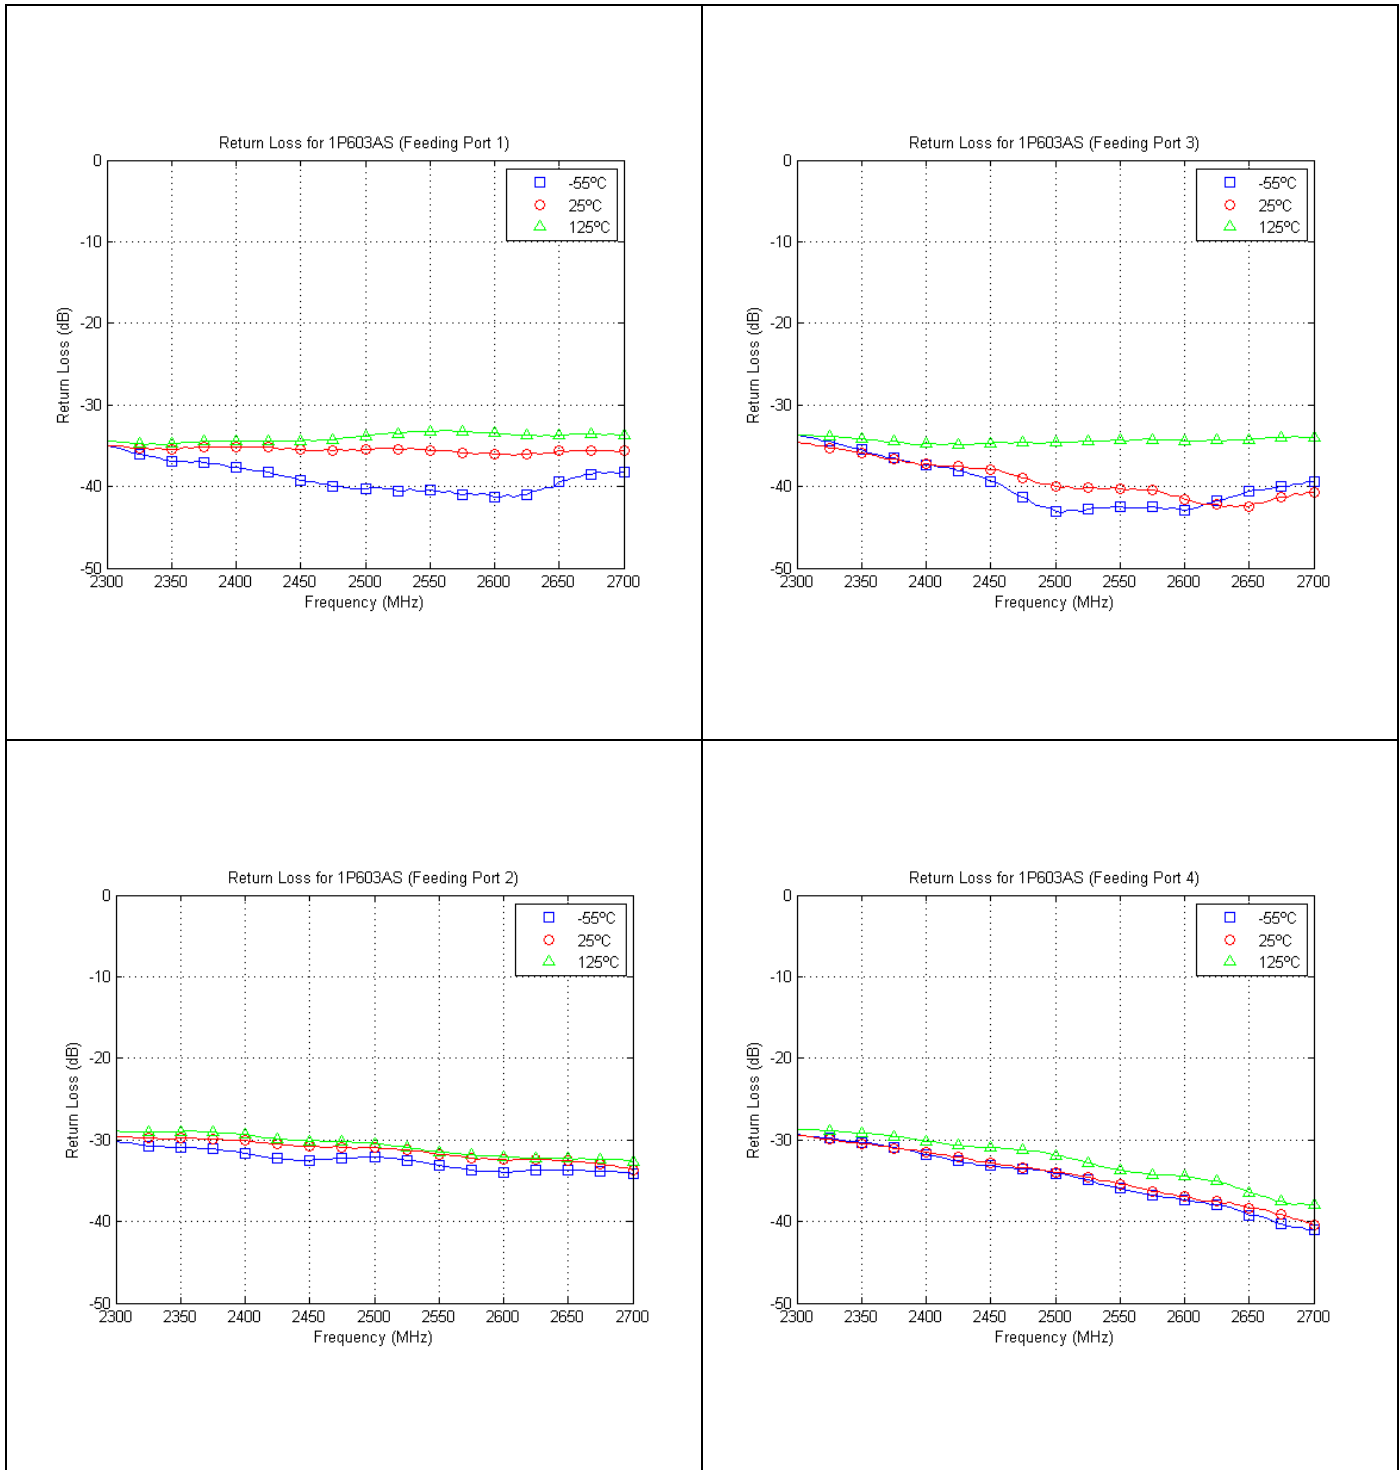 Return Loss for 1P603AS (Feeding Port 1)
0
-10
-20
-30
-40
-50
Return Loss (dB)
-55ºC
25ºC
125ºC
2300 2350 2400 2450 2500 2550 2600 2650 2700
Frequency (MHz)
Return Loss for 1P603AS (Feeding Port 3)
0
-10
-20
-30
-40
-50
Return Loss (dB)
-55ºC
25ºC
125ºC
2300 2350 2400 2450 2500 2550 2600 2650 2700
Frequency (MHz)
Return Loss for 1P603AS (Feeding Port 2)
0
-10
-20
-30
-40
-50
Return Loss (dB)
-55ºC
25ºC
125ºC
2300 2350 2400 2450 2500 2550 2600 2650 2700
Frequency (MHz)
Return Loss for 1P603AS (Feeding Port 4)
0
-10
-20
-30
-40
-50
Return Loss (dB)
-55ºC
25ºC
125ºC
2300 2350 2400 2450 2500 2550 2600 2650 2700
Frequency (MHz)